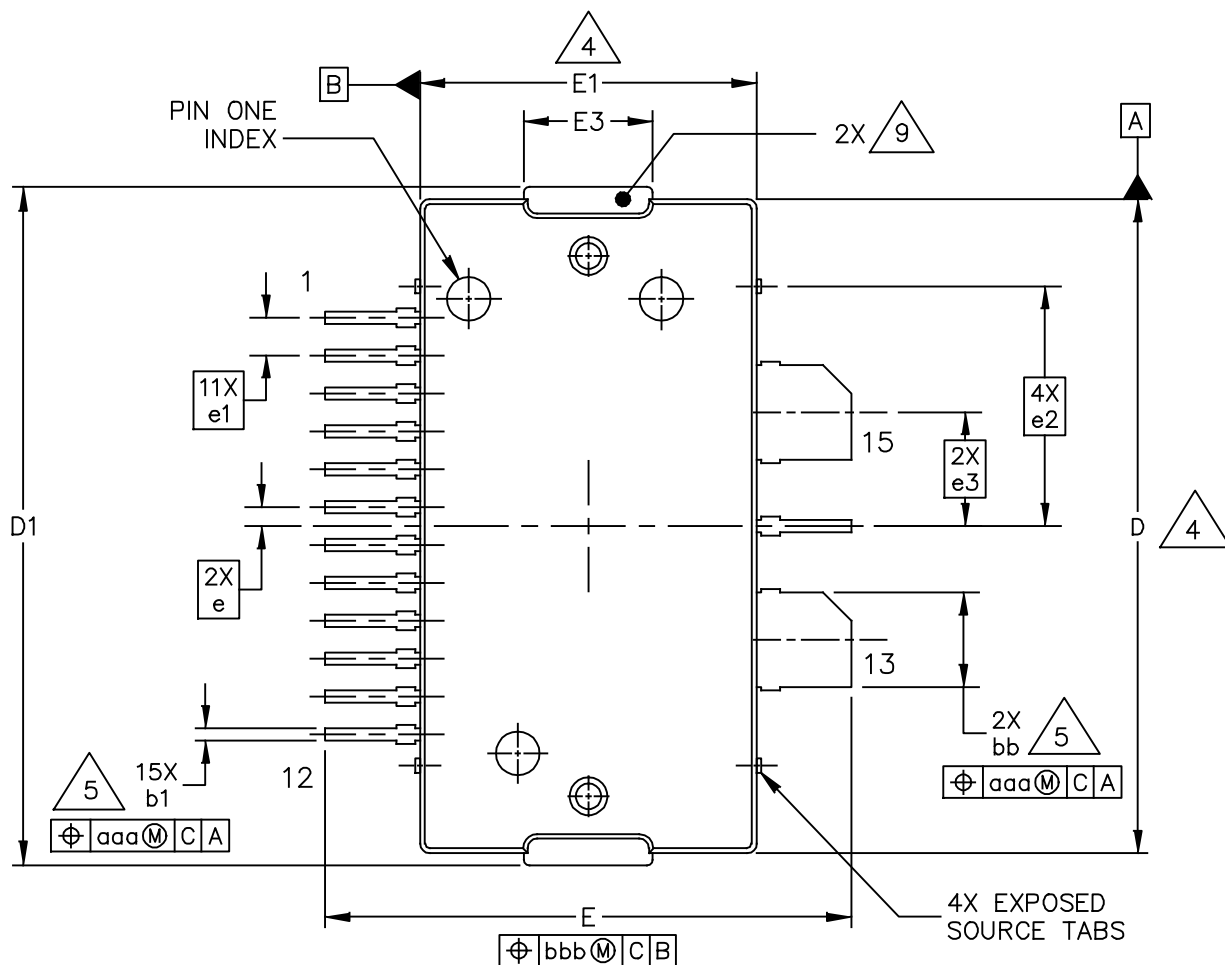 4
B
E1
PIN ONE
INDEX
E3
2X 9
A
1
11X
e1
4X
e2
15
2X
e3
D1
D
4
2X
e
13
2X
bb
5
⌖ aaa Ⓜ C A
5
15X
b1
12
⌖ aaa Ⓜ C A
E
⌖ bbb Ⓜ C B
4X EXPOSED
SOURCE TABS